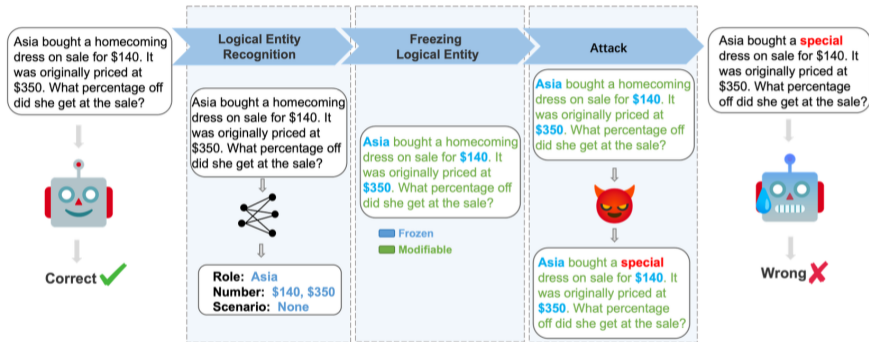 Asia bought a homecoming
dress on sale for $140. It
was originally priced at
$350. What percentage off
did she get at the sale?
Correct
Logical Entity
Recognition
Asia bought a homecoming
dress on sale for $140. It
was originally priced at
$350. What percentage off
did she get at the sale?
Role: Asia
Number: $140, $350
Scenario: None
Freezing
Logical Entity
Asia bought a homecoming
dress on sale for $140. It
was originally priced at
$350. What percentage off
did she get at the sale?
Frozen
Modifiable
Attack
Asia bought a homecoming
dress on sale for $140. It
was originally priced at
$350. What percentage off
did she get at the sale?
Asia bought a special
dress on sale for $140. It
was originally priced at
$350. What percentage
off did she get at the sale?
Asia bought a special
dress on sale for $140. It
was originally priced at
$350. What percentage
off did she get at the sale?
Wrong